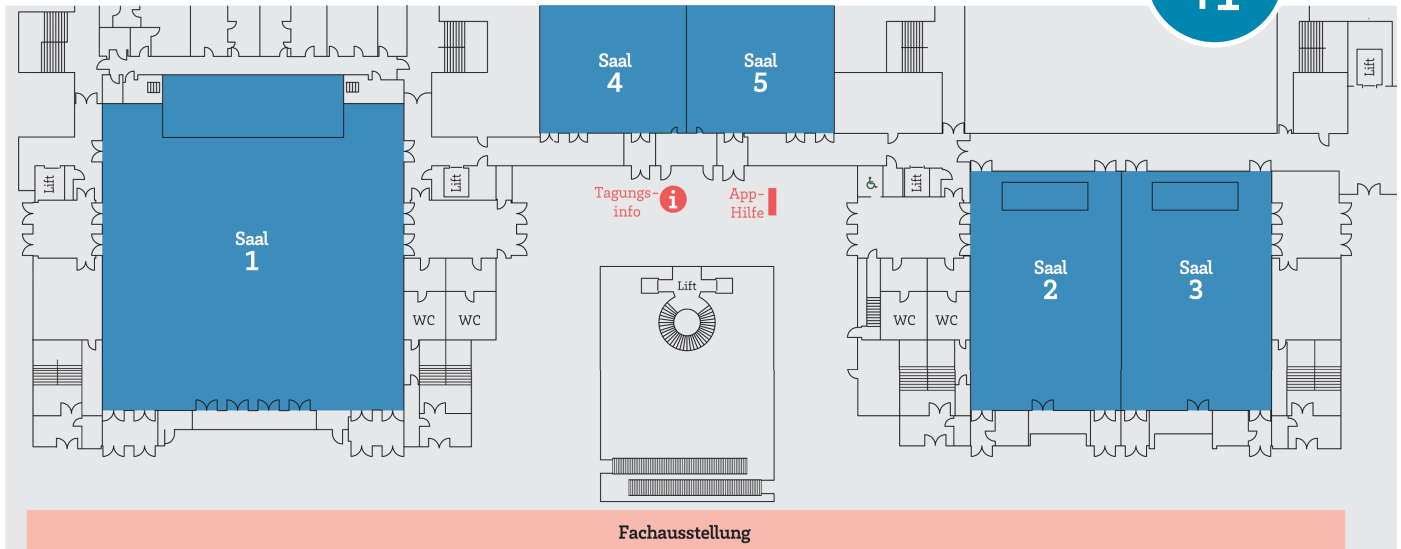 +1
Saal
4
Saal
5
Lift
Lift
Lift
Lift
Tagungs-
info
i
App-
Hilfe
Saal
1
Saal
2
Saal
3
Lift
WC
WC
WC
WC
Fachausstellung